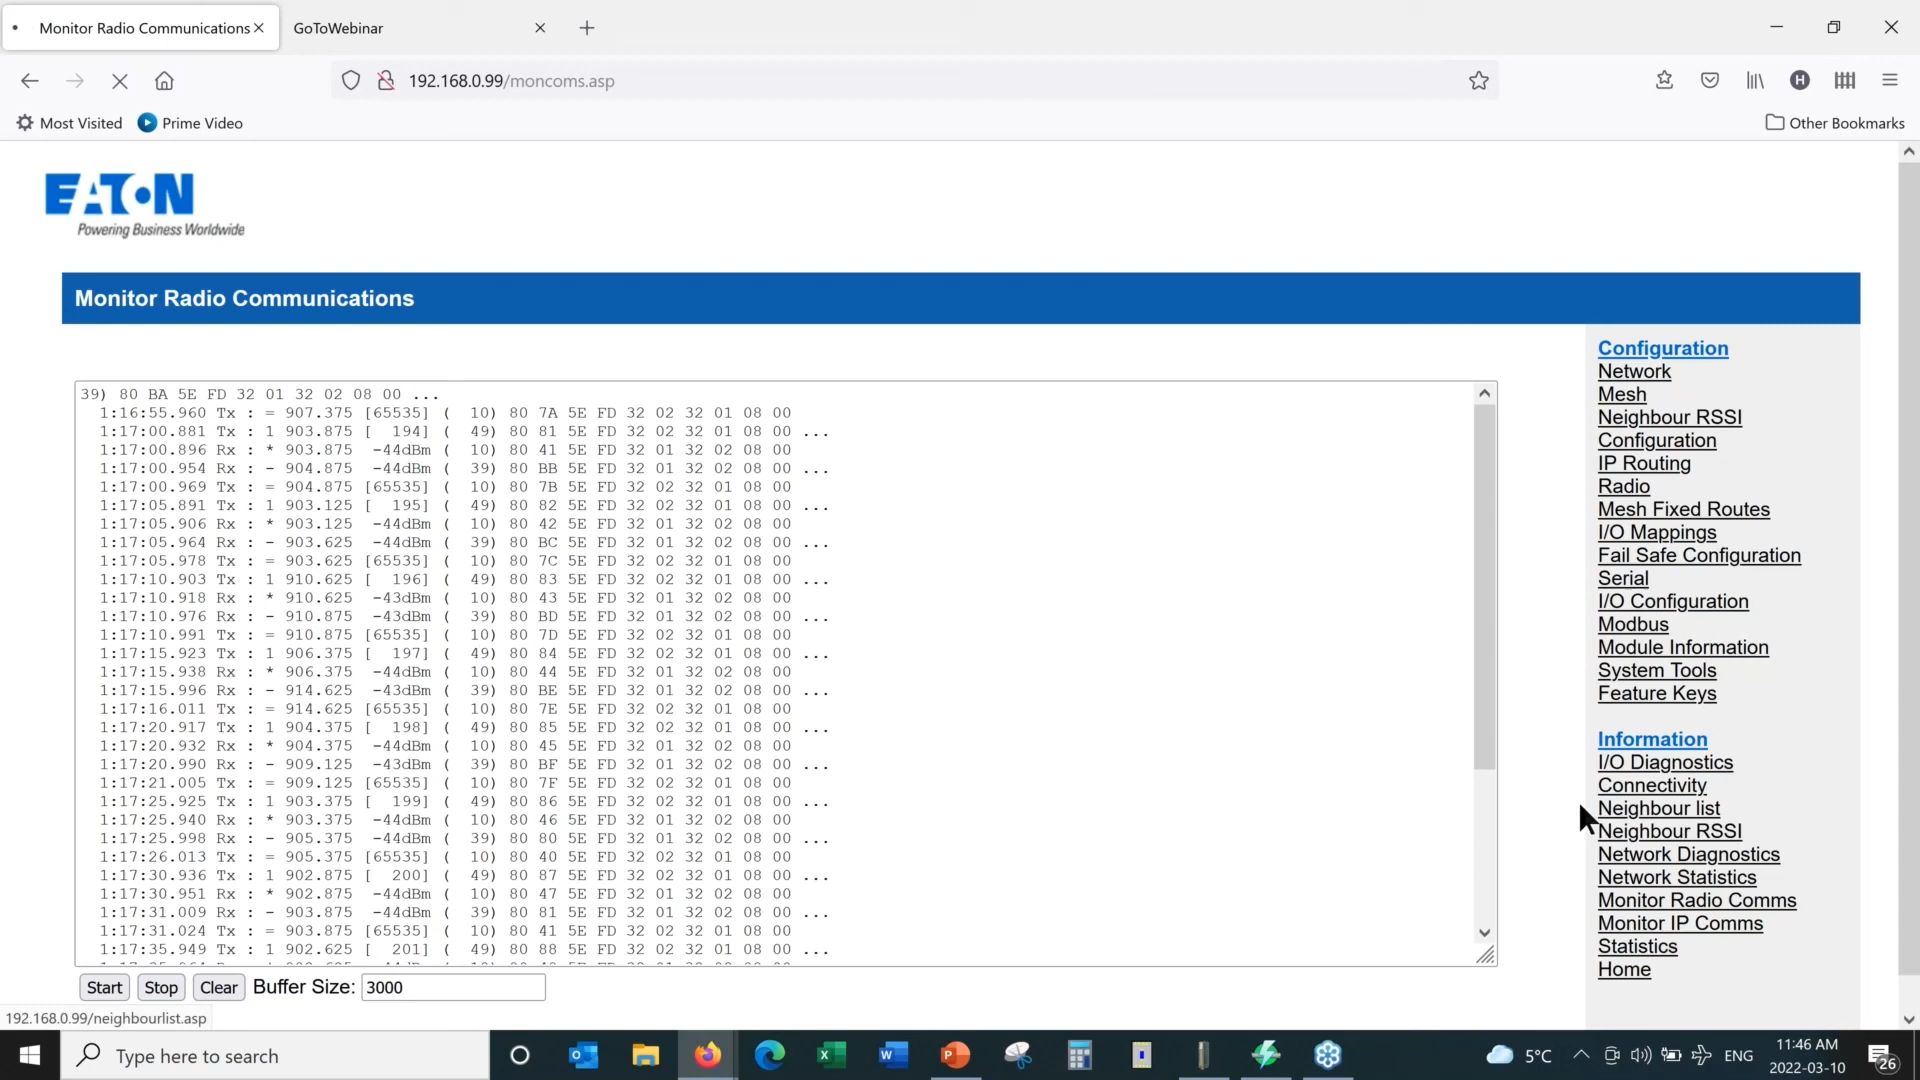 Monitor Radio Communications
GoToWebinar
192.168.0.99/moncoms.asp
H
Most Visited
Prime Video
Other Bookmarks
EATON
Powering Business Worldwide
Monitor Radio Communications
39) 80 BA 5E FD 32 01 32 02 08 00 ...
1:16:55.960 Tx : = 907.375 [65535] (  10) 80 7A 5E FD 32 02 32 01 08 00
1:17:00.881 Tx : 1 903.875 [  194] (  49) 80 81 5E FD 32 02 32 01 08 00 ...
1:17:00.896 Rx : * 903.875  -44dBm (  10) 80 41 5E FD 32 01 32 02 08 00
1:17:00.954 Rx : - 904.875  -44dBm (  39) 80 BB 5E FD 32 01 32 02 08 00 ...
1:17:00.969 Tx : = 904.875 [65535] (  10) 80 7B 5E FD 32 02 32 01 08 00
1:17:05.891 Tx : 1 903.125 [  195] (  49) 80 82 5E FD 32 02 32 01 08 00 ...
1:17:05.906 Rx : * 903.125  -44dBm (  10) 80 42 5E FD 32 01 32 02 08 00
1:17:05.964 Rx : - 903.625  -44dBm (  39) 80 BC 5E FD 32 01 32 02 08 00 ...
1:17:05.978 Tx : = 903.625 [65535] (  10) 80 7C 5E FD 32 02 32 01 08 00
1:17:10.903 Tx : 1 910.625 [  196] (  49) 80 83 5E FD 32 02 32 01 08 00 ...
1:17:10.918 Rx : * 910.625  -43dBm (  10) 80 43 5E FD 32 01 32 02 08 00
1:17:10.976 Rx : - 910.875  -43dBm (  39) 80 BD 5E FD 32 01 32 02 08 00 ...
1:17:10.991 Tx : = 910.875 [65535] (  10) 80 7D 5E FD 32 02 32 01 08 00
1:17:15.923 Tx : 1 906.375 [  197] (  49) 80 84 5E FD 32 02 32 01 08 00 ...
1:17:15.938 Rx : * 906.375  -44dBm (  10) 80 44 5E FD 32 01 32 02 08 00
1:17:15.996 Rx : - 914.625  -43dBm (  39) 80 BE 5E FD 32 01 32 02 08 00 ...
1:17:16.011 Tx : = 914.625 [65535] (  10) 80 7E 5E FD 32 02 32 01 08 00
1:17:20.917 Tx : 1 904.375 [  198] (  49) 80 85 5E FD 32 02 32 01 08 00 ...
1:17:20.932 Rx : * 904.375  -44dBm (  10) 80 45 5E FD 32 01 32 02 08 00
1:17:20.990 Rx : - 909.125  -43dBm (  39) 80 BF 5E FD 32 01 32 02 08 00 ...
1:17:21.005 Tx : = 909.125 [65535] (  10) 80 7F 5E FD 32 02 32 01 08 00
1:17:25.925 Tx : 1 903.375 [  199] (  49) 80 86 5E FD 32 02 32 01 08 00 ...
1:17:25.940 Rx : * 903.375  -44dBm (  10) 80 46 5E FD 32 01 32 02 08 00
1:17:25.998 Rx : - 905.375  -44dBm (  39) 80 80 5E FD 32 01 32 02 08 00 ...
1:17:26.013 Tx : = 905.375 [65535] (  10) 80 40 5E FD 32 02 32 01 08 00
1:17:30.936 Tx : 1 902.875 [  200] (  49) 80 87 5E FD 32 02 32 01 08 00 ...
1:17:30.951 Rx : * 902.875  -44dBm (  10) 80 47 5E FD 32 01 32 02 08 00
1:17:31.009 Rx : - 903.875  -44dBm (  39) 80 81 5E FD 32 01 32 02 08 00 ...
1:17:31.024 Tx : = 903.875 [65535] (  10) 80 41 5E FD 32 02 32 01 08 00
1:17:35.949 Tx : 1 902.625 [  201] (  49) 80 88 5E FD 32 02 32 01 08 00 ...
Start
Stop
Clear
Buffer Size:
3000
Configuration
Network
Mesh
Neighbour RSSI
Configuration
IP Routing
Radio
Mesh Fixed Routes
I/O Mappings
Fail Safe Configuration
Serial
I/O Configuration
Modbus
Module Information
System Tools
Feature Keys
Information
I/O Diagnostics
Connectivity
Neighbour list
Neighbour RSSI
Network Diagnostics
Network Statistics
Monitor Radio Comms
Monitor IP Comms
Statistics
Home
192.168.0.99/neighbourlist.asp
Type here to search
5°C
ENG
11:46 AM
2022-03-10
26